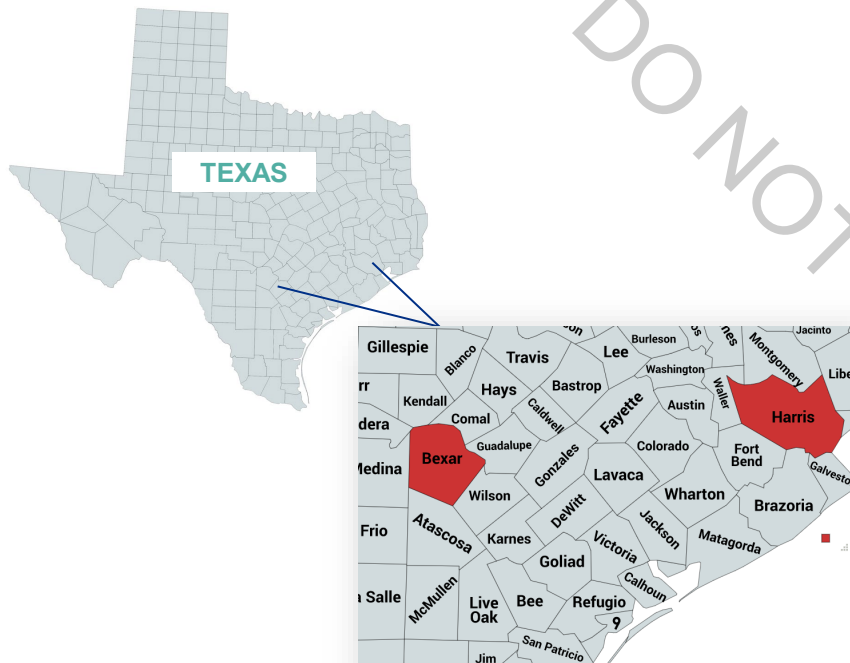 DO NOT
TEXAS
Gillespie
Blanco
Travis
Lee
Burleson
Washington
Montgomery
Jacinto
Kendall
Hays
Bastrop
Caldwell
Fayette
Austin
Waller
Harris
Comal
Bexar
Guadalupe
Gonzales
Colorado
Fort
Bend
Wilson
Lavaca
Wharton
Brazoria
Frio
Atascosa
Karnes
DeWitt
Victoria
Jackson
Matagorda
Goliad
McMullen
Live
Oak
Bee
Refugio
Calhoun
9
San Patricio
Jim